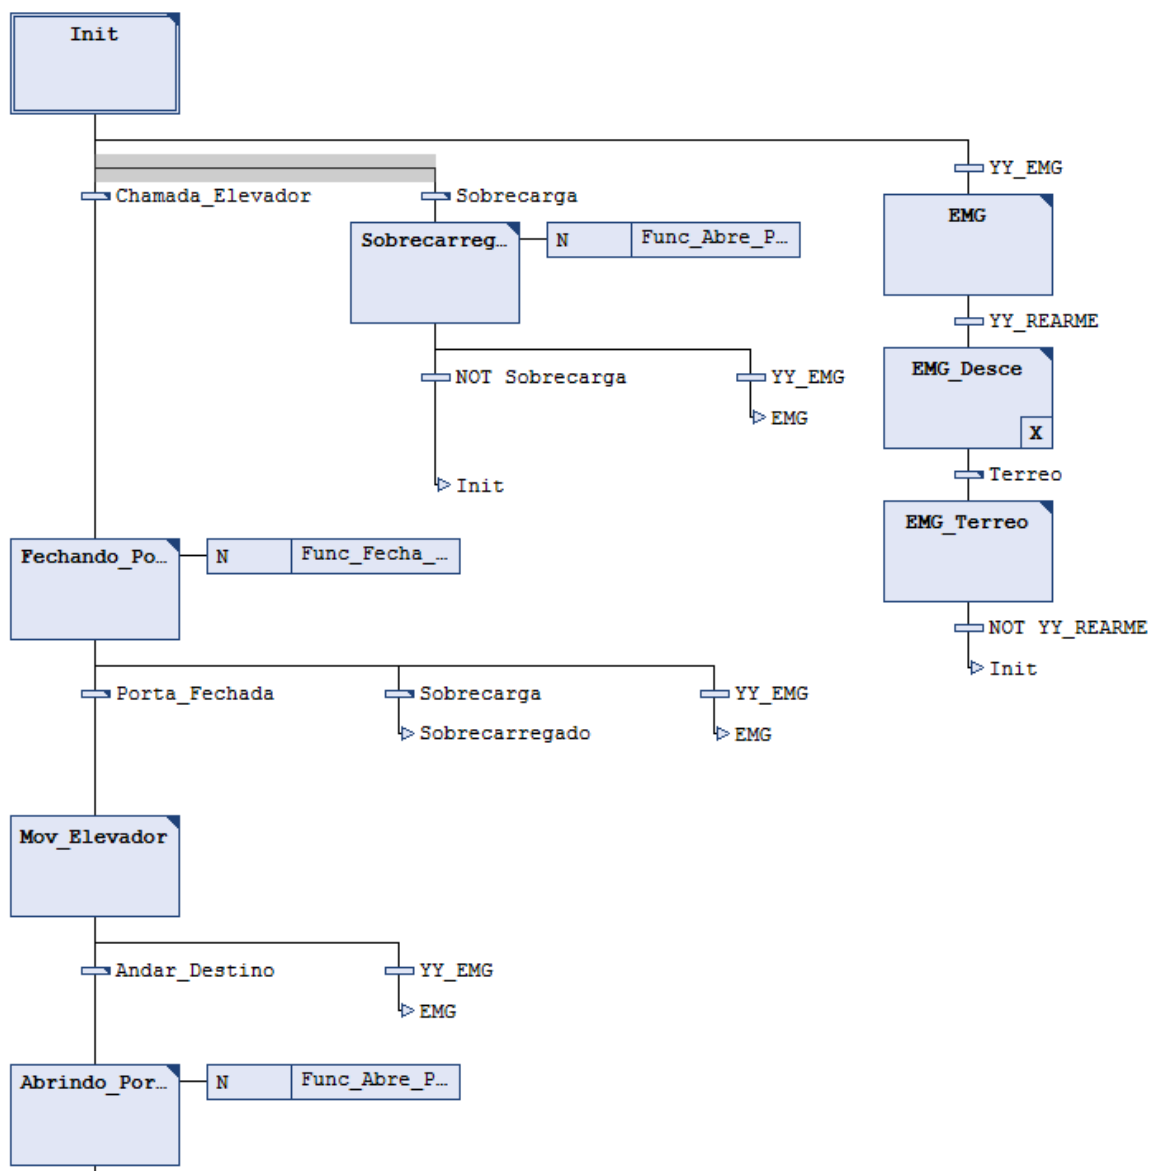 Init
YY_EMG
Chamada_Elevador
Sobrecarga
EMG
Sobrecarreg…
N
Func_Abre_P…
YY_REARME
EMG_Desce
NOT Sobrecarga
YY_EMG
EMG
X
Terreo
Init
EMG_Terreo
Fechando_Po…
N
Func_Fecha_…
NOT YY_REARME
Init
Porta_Fechada
Sobrecarga
YY_EMG
Sobrecarregado
EMG
Mov_Elevador
Andar_Destino
YY_EMG
EMG
Abrindo_Por…
N
Func_Abre_P…